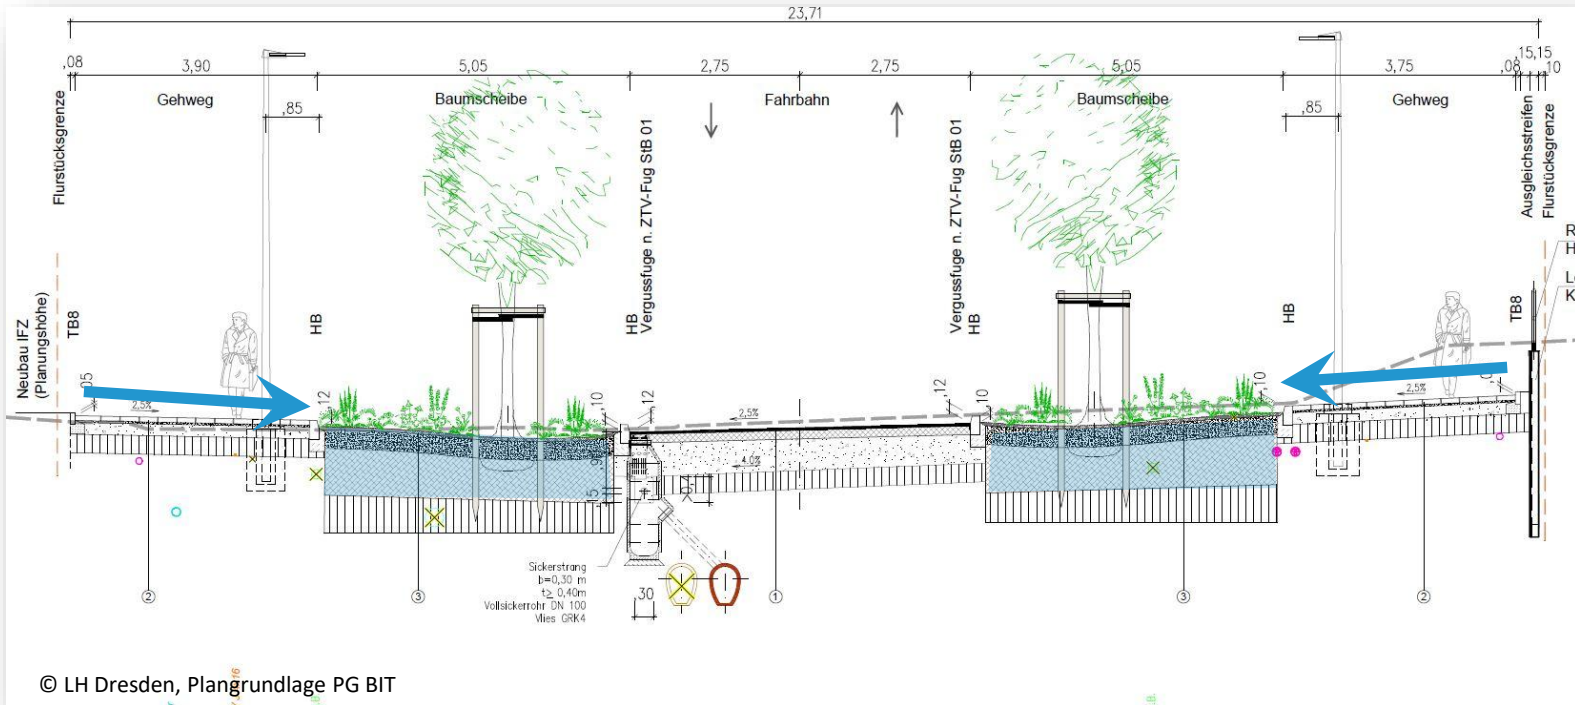 23,71
,08
3,90
5,05
2,75
2,75
5,05
3,75
,08
,15
,15
10
Gehweg
Baumscheibe
Fahrbahn
Baumscheibe
Gehweg
,85
,85
Flurstücksgrenze
Vergussfuge n. ZTV-Fug StB 01
Vergussfuge n. ZTV-Fug StB 01
Ausgleichsstreifen
Flurstücksgrenze
R
H
K
Neubau IFZ
(Planungshöhe)
TB8
HB
HB
HB
HB
TB8
,12
,10
,12
,12
,10
,10
2,5%
2,5%
2,5%
4,0%
,15
Sickerstrang
b=0,30 m
t≥ 0,40m
Vollsickerrohr DN 100
Vlies GRK4
,30
2
3
1
3
2
© LH Dresden, Plangrundlage PG BIT